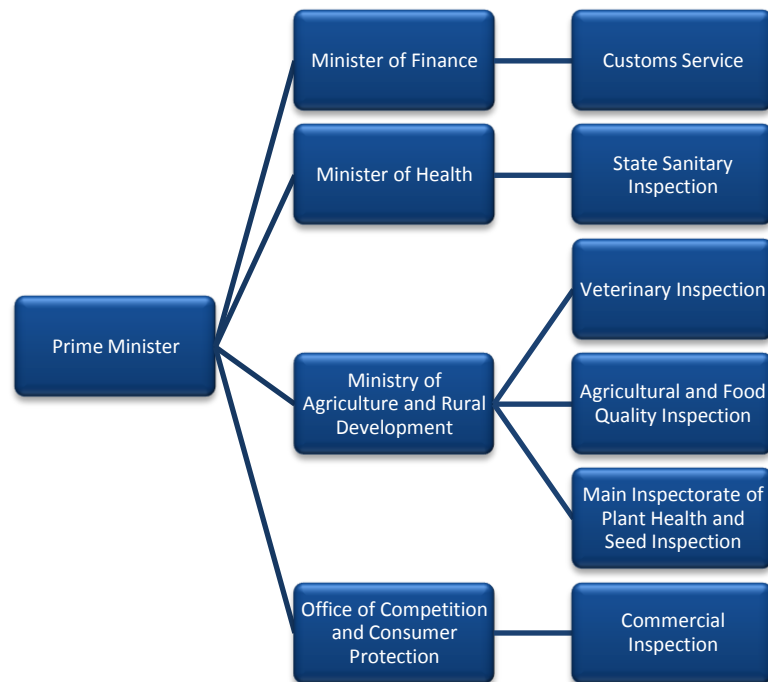 Minister of Finance
Customs Service
Minister of Health
State Sanitary
Inspection
Prime Minister
Veterinary Inspection
Ministry of
Agriculture and Rural
Development
Agricultural and Food
Quality Inspection
Main Inspectorate of
Plant Health and
Seed Inspection
Office of Competition
and Consumer
Protection
Commercial
Inspection